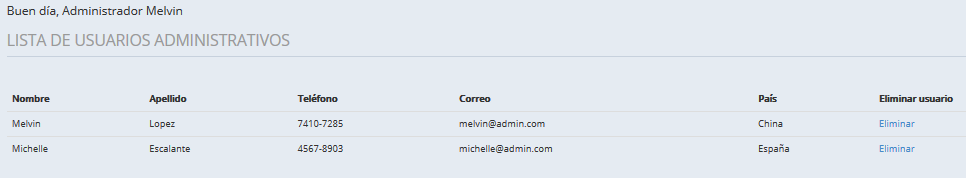 Buen día, Administrador Melvin
LISTA DE USUARIOS ADMINISTRATIVOS
Nombre Apellido Teléfono Correo País Eliminar usuario
Melvin Lopez 7410-7285 melvin@admin.com China Eliminar
Michelle Escalante 4567-8903 michelle@admin.com España Eliminar